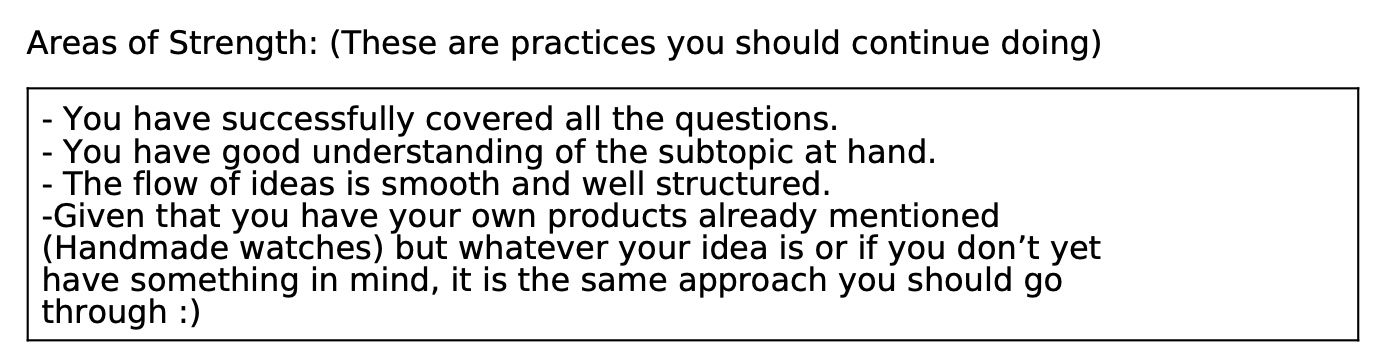 Areas of Strength: (These are practices you should continue doing)
- You have successfully covered all the questions.
- You have good understanding of the subtopic at hand.
- The flow of ideas is smooth and well structured.
-Given that you have your own products already mentioned
(Handmade watches) but whatever your idea is or if you don’t yet
have something in mind, it is the same approach you should go
through :)